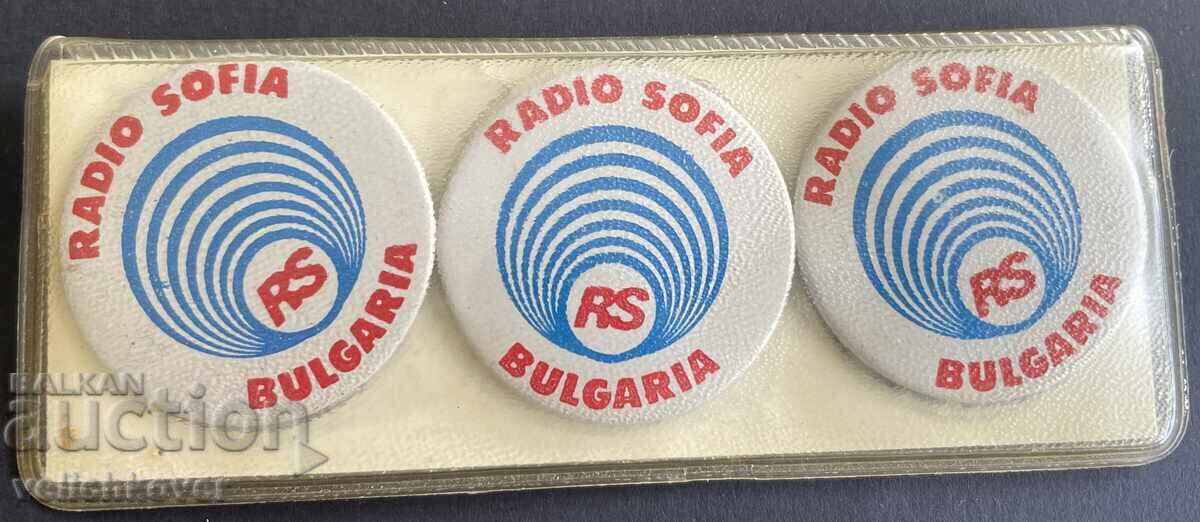 RADIO SOFIA
RS
BULGARIA
RADIO SOFIA
RS
BULGARIA
RADIO SOFIA
RS
BULGARIA
BALKAN
auction
velichkover